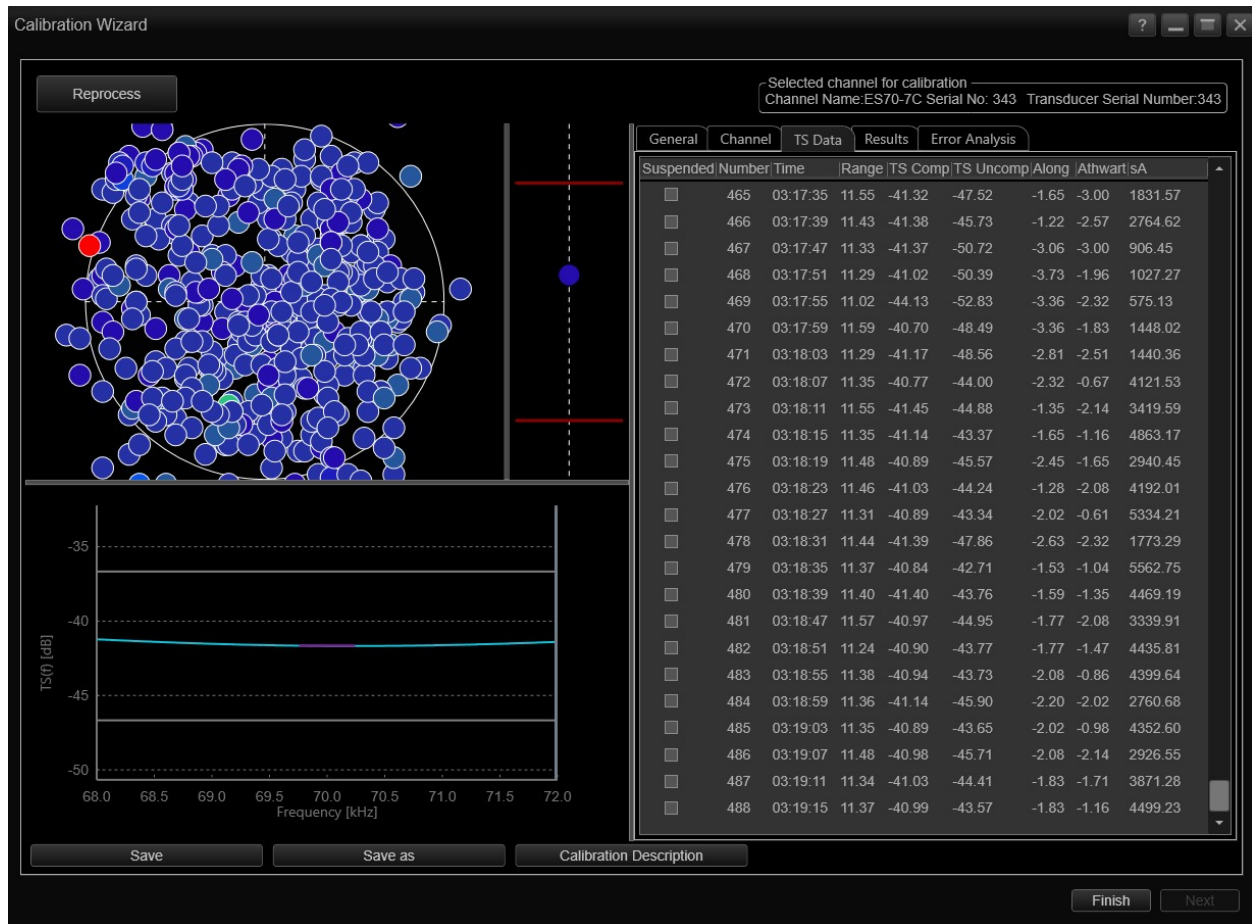 Calibration Wizard
?
Reprocess
Selected channel for calibration
Channel Name:ES70-7C Serial No: 343 Transducer Serial Number:343
General Channel TS Data Results Error Analysis
Suspended Number Time Range TS Comp TS Uncomp Along Athwart sA
465 03:17:35 11.55 -41.32 -47.52 -1.65 -3.00 1831.57
466 03:17:39 11.43 -41.38 -45.73 -1.22 -2.57 2764.62
467 03:17:47 11.33 -41.37 -50.72 -3.06 -3.00 906.45
468 03:17:51 11.29 -41.02 -50.39 -3.73 -1.96 1027.27
469 03:17:55 11.02 -44.13 -52.83 -3.36 -2.32 575.13
470 03:17:59 11.59 -40.70 -48.49 -3.36 -1.83 1448.02
471 03:18:03 11.29 -41.17 -48.56 -2.81 -2.51 1440.36
472 03:18:07 11.35 -40.77 -44.00 -2.32 -0.67 4121.53
473 03:18:11 11.55 -41.45 -44.88 -1.35 -2.14 3419.59
474 03:18:15 11.35 -41.14 -43.37 -1.65 -1.16 4863.17
475 03:18:19 11.48 -40.89 -45.57 -2.45 -1.65 2940.45
476 03:18:23 11.46 -41.03 -44.24 -1.28 -2.08 4192.01
477 03:18:27 11.31 -40.89 -43.34 -2.02 -0.61 5334.21
478 03:18:31 11.44 -41.39 -47.86 -2.63 -2.32 1773.29
479 03:18:35 11.37 -40.84 -42.71 -1.53 -1.04 5562.75
480 03:18:39 11.40 -41.40 -43.76 -1.59 -1.35 4469.19
481 03:18:47 11.57 -40.97 -44.95 -1.77 -2.08 3339.91
482 03:18:51 11.24 -40.90 -43.77 -1.77 -1.47 4435.81
483 03:18:55 11.38 -40.94 -43.73 -2.08 -0.86 4399.64
484 03:18:59 11.36 -41.14 -45.90 -2.20 -2.02 2760.68
485 03:19:03 11.35 -40.89 -43.65 -2.02 -0.98 4352.60
486 03:19:07 11.48 -40.98 -45.71 -2.08 -2.14 2926.55
487 03:19:11 11.34 -41.03 -44.41 -1.83 -1.71 3871.28
488 03:19:15 11.37 -40.99 -43.57 -1.83 -1.16 4499.23
TS(f) [dB]
-35
-40
-45
-50
68.0 68.5 69.0 69.5 70.0 70.5 71.0 71.5 72.0
Frequency [kHz]
Save Save as Calibration Description
Finish Next